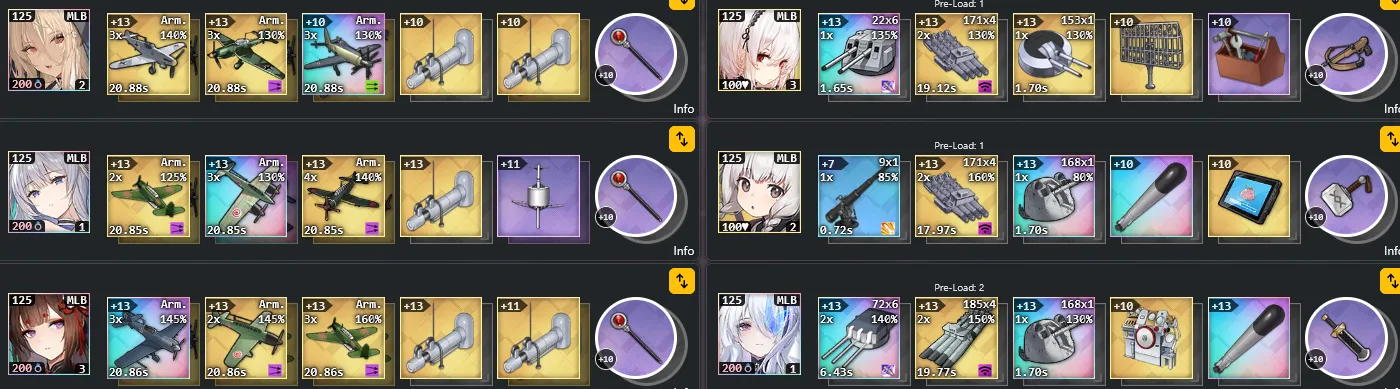 125 MLB
200 2
+13 Arm.
3x 140%
20.88s
+13 Arm.
3x 130%
20.88s
+10 Arm.
3x 130%
20.88s
+10
+10
+10
Info
Pre-Load: 1
125 MLB
100♥ 3
+13 22x6
1x 135%
1.65s
+13 171x4
2x 130%
19.12s
+13 153x1
1x 130%
1.70s
+10
+10
+10
Info
125 MLB
200 1
+13 Arm.
2x 125%
20.85s
+13 Arm.
3x 130%
20.85s
+13 Arm.
4x 140%
20.85s
+13
+11
+10
Info
Pre-Load: 1
125 MLB
100♥ 2
+7 9x1
1x 85%
0.72s
+13 171x4
2x 160%
17.97s
+13 168x1
1x 80%
1.70s
+10
+10
+10
Inf
125 MLB
200 3
+13 Arm.
3x 145%
20.86s
+13 Arm.
2x 145%
20.86s
+13 Arm.
3x 160%
20.86s
+13
+11
+10
Pre-Load: 2
125 MLB
200 1
+13 72x6
2x 140%
6.43s
+13 185x4
2x 150%
19.77s
+13 168x1
1x 130%
1.70s
+10
+13
+10